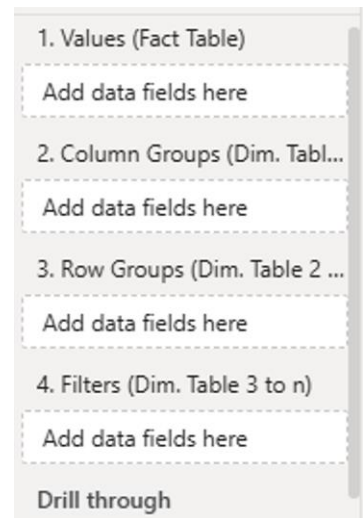 1. Values (Fact Table)
Add data fields here
2. Column Groups (Dim. Tabl...
Add data fields here
3. Row Groups (Dim. Table 2 ...
Add data fields here
4. Filters (Dim. Table 3 to n)
Add data fields here
Drill through